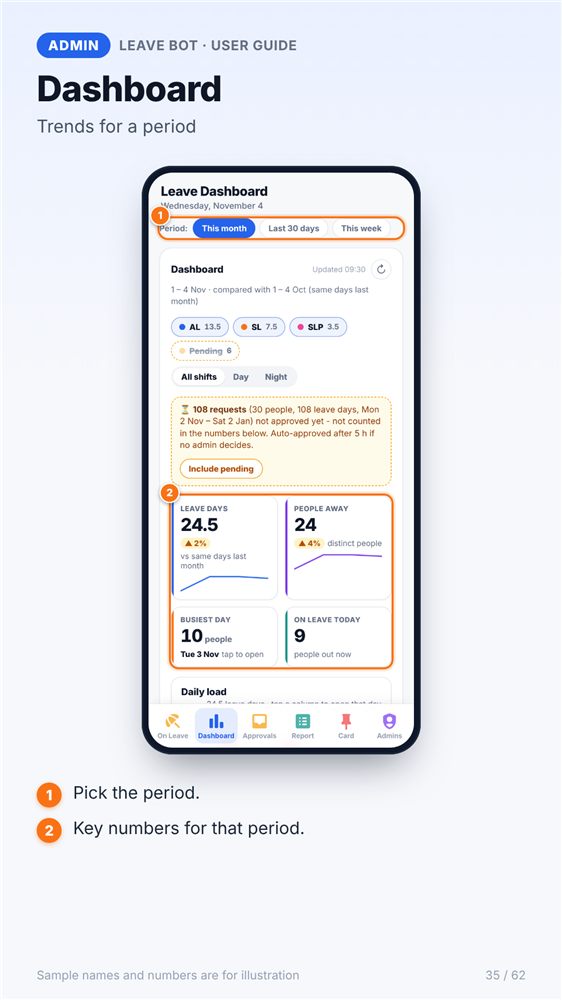 ADMIN LEAVE BOT · USER GUIDE
Dashboard
Trends for a period
Leave Dashboard
Wednesday, November 4
1
Period: This month Last 30 days This week
Dashboard Updated 09:30
1 – 4 Nov · compared with 1 – 4 Oct (same days last
month)
AL 13.5 SL 7.5 SLP 3.5
Pending 6
All shifts Day Night
⏳ 108 requests (30 people, 108 leave days, Mon
2 Nov – Sat 2 Jan) not approved yet - not counted
in the numbers below. Auto-approved after 5 h if
no admin decides.
Include pending
2
LEAVE DAYS PEOPLE AWAY
24.5 24
▲ 2% ▲ 4% distinct people
vs same days last
month
BUSIEST DAY ON LEAVE TODAY
10 people 9
Tue 3 Nov tap to open people out now
Daily load
On Leave Dashboard Approvals Report Card Admins
1 Pick the period.
2 Key numbers for that period.
Sample names and numbers are for illustration 35 / 62